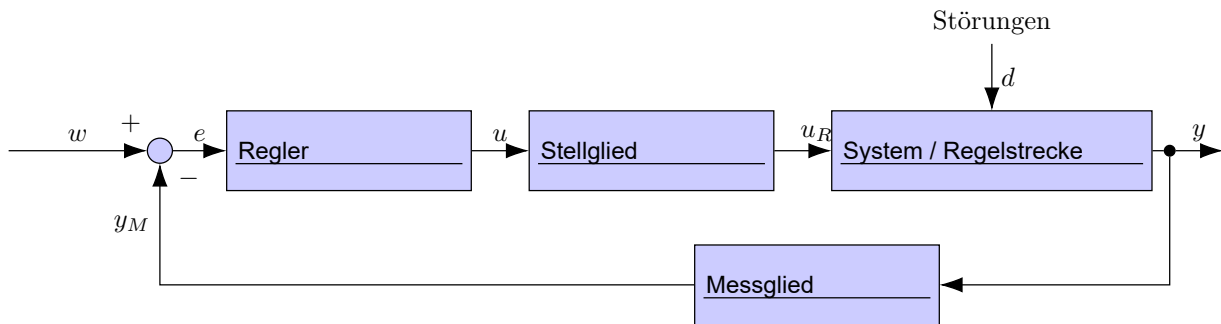 Störungen
d
w
+
e
Regler
u
Stellglied
u_R
System / Regelstrecke
y
−
y_M
Messglied